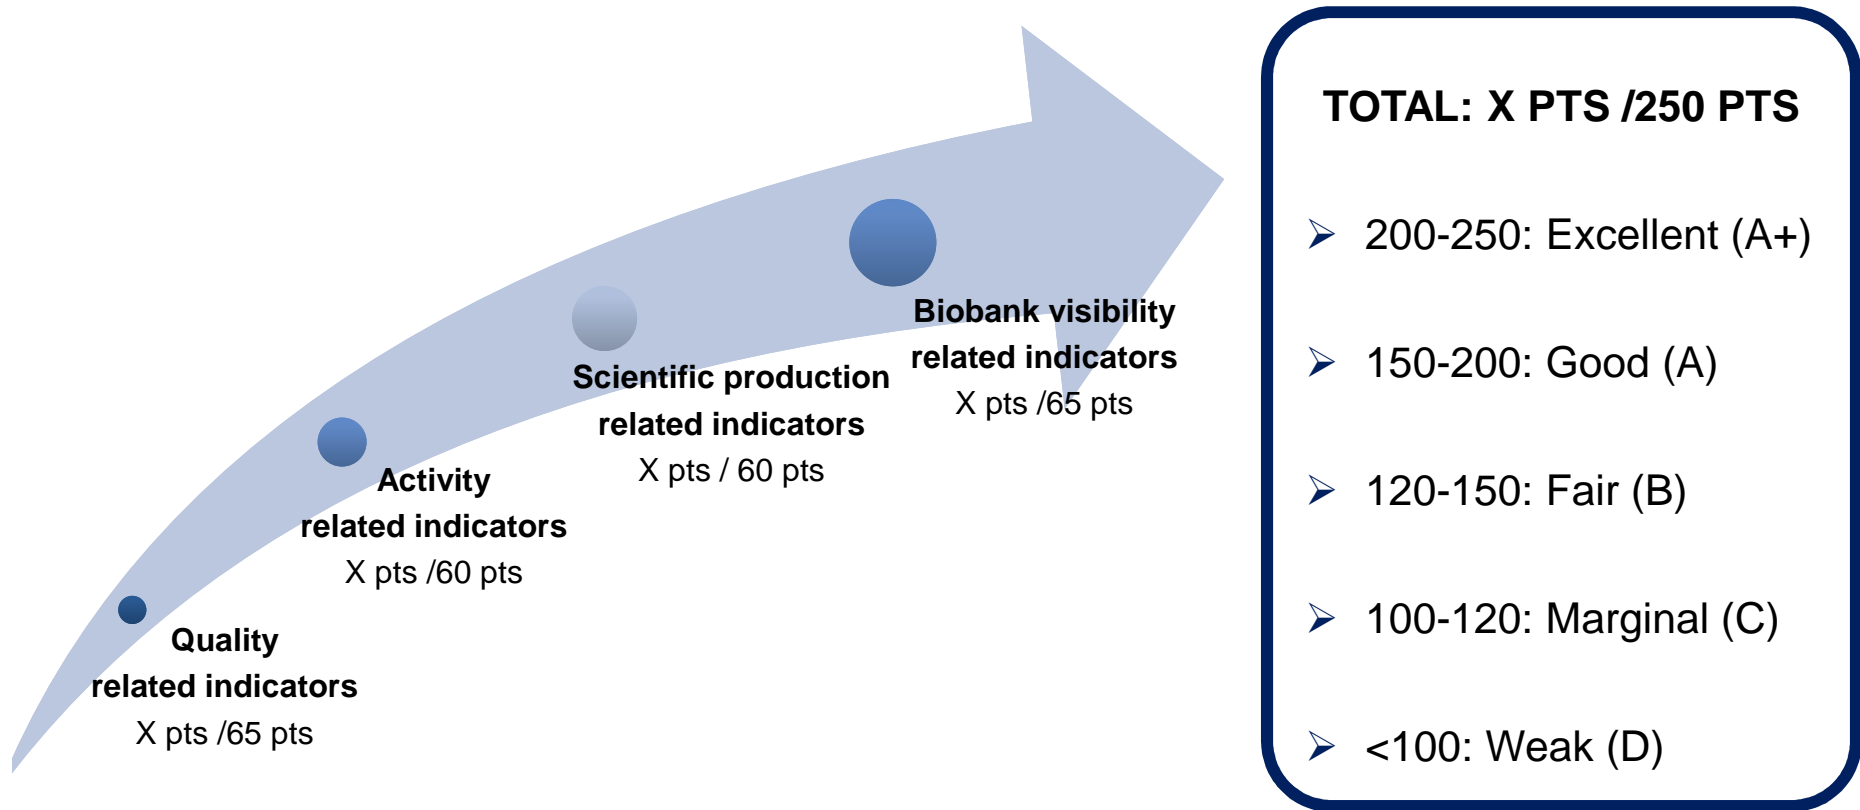 Quality
related indicators
X pts /65 pts
Activity
related indicators
X pts /60 pts
Scientific production
related indicators
X pts / 60 pts
Biobank visibility
related indicators
X pts /65 pts
TOTAL: X PTS /250 PTS
200-250: Excellent (A+)
150-200: Good (A)
120-150: Fair (B)
100-120: Marginal (C)
<100: Weak (D)